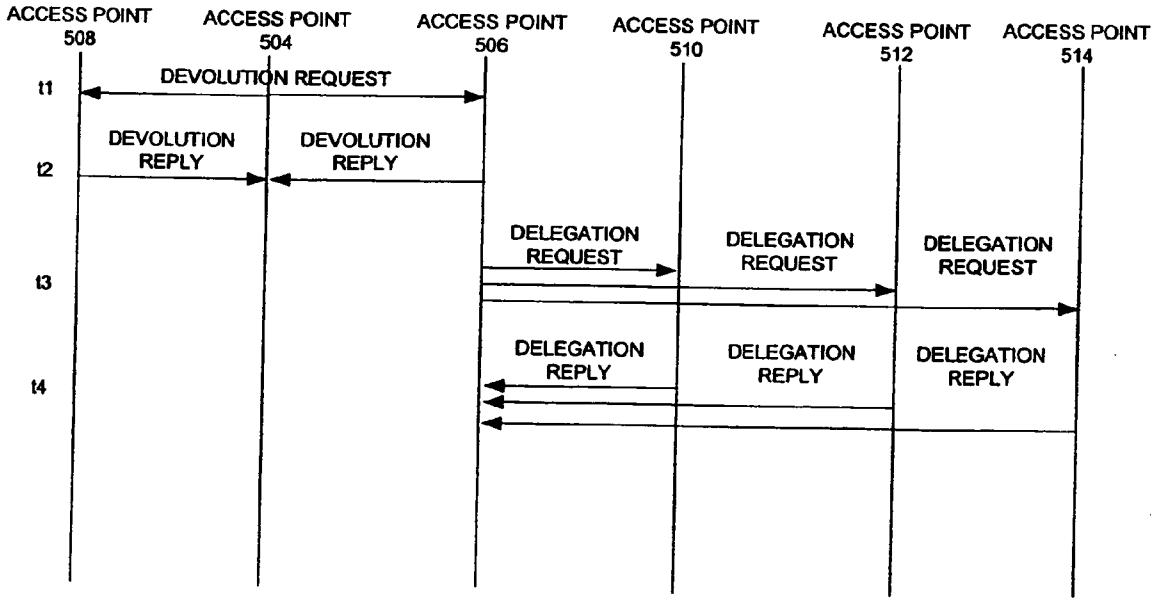 ACCESS POINT
508
ACCESS POINT
504
ACCESS POINT
506
ACCESS POINT
510
ACCESS POINT
512
ACCESS POINT
514
t1
DEVOLUTION REQUEST
t2
DEVOLUTION
REPLY
DEVOLUTION
REPLY
t3
DELEGATION
REQUEST
DELEGATION
REQUEST
DELEGATION
REQUEST
t4
DELEGATION
REPLY
DELEGATION
REPLY
DELEGATION
REPLY